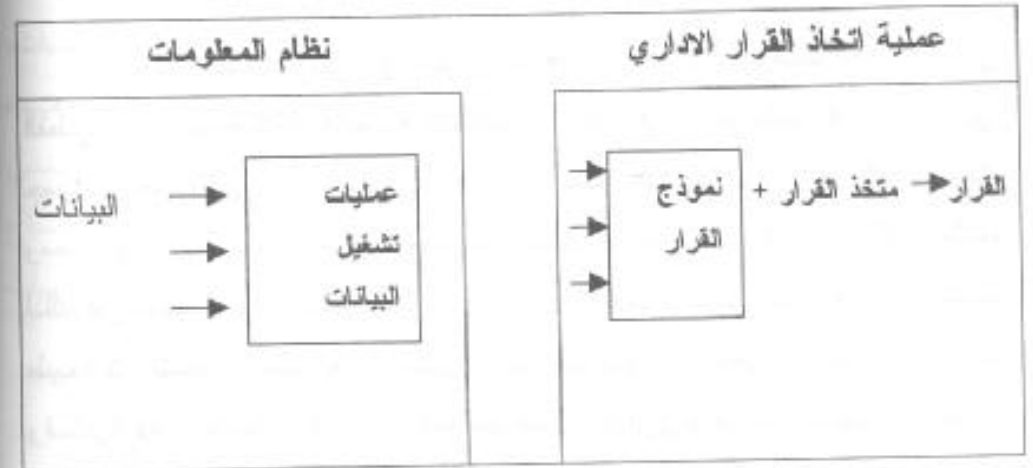 نظام المعلومات
عملية اتخاذ القرار الاداري
البيانات
عمليات
تشغيل
البيانات
نموذج
القرار
+ متخذ القرار
القرار